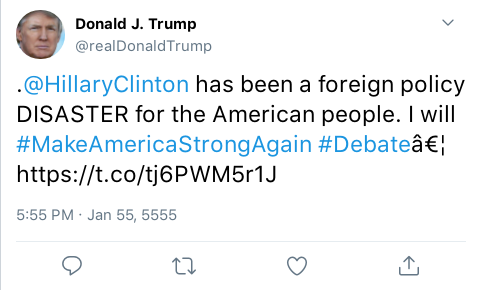 Donald J. Trump
@realDonaldTrump
.@HillaryClinton has been a foreign policy
DISASTER for the American people. I will
#MakeAmericaStrongAgain #Debateâ€¦
https://t.co/tj6PWM5r1J
5:55 PM · Jan 55, 5555